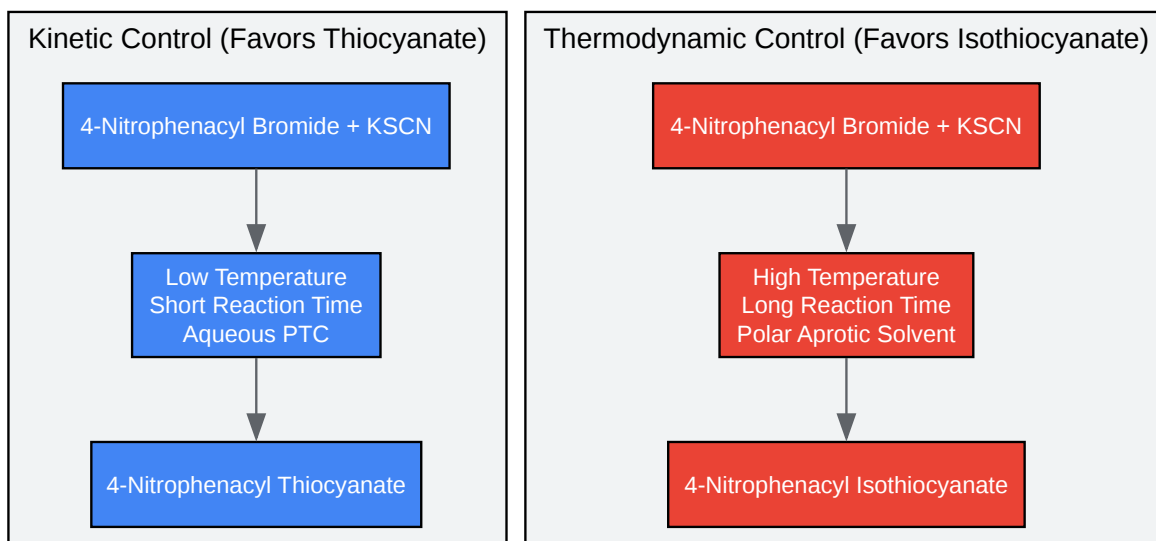 Kinetic Control (Favors Thiocyanate)
4-Nitrophenacyl Bromide + KSCN
Low Temperature
Short Reaction Time
Aqueous PTC
4-Nitrophenacyl Thiocyanate
Thermodynamic Control (Favors Isothiocyanate)
4-Nitrophenacyl Bromide + KSCN
High Temperature
Long Reaction Time
Polar Aprotic Solvent
4-Nitrophenacyl Isothiocyanate